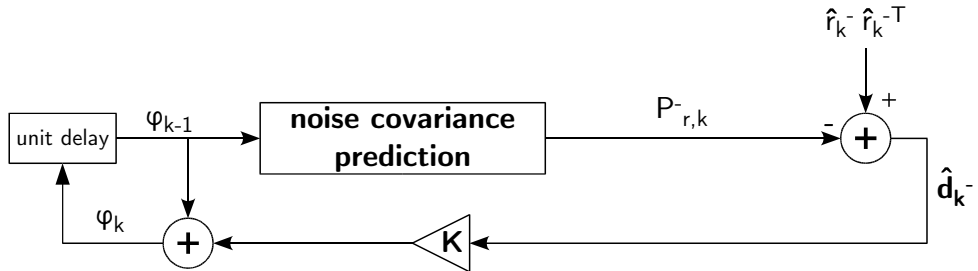 r̂ₖ⁻ r̂ₖ⁻ᵀ
+
φₖ₋₁
unit delay
noise covariance
prediction
P⁻ᵣ,ₖ
-
+
d̂ₖ⁻
φₖ
+
K